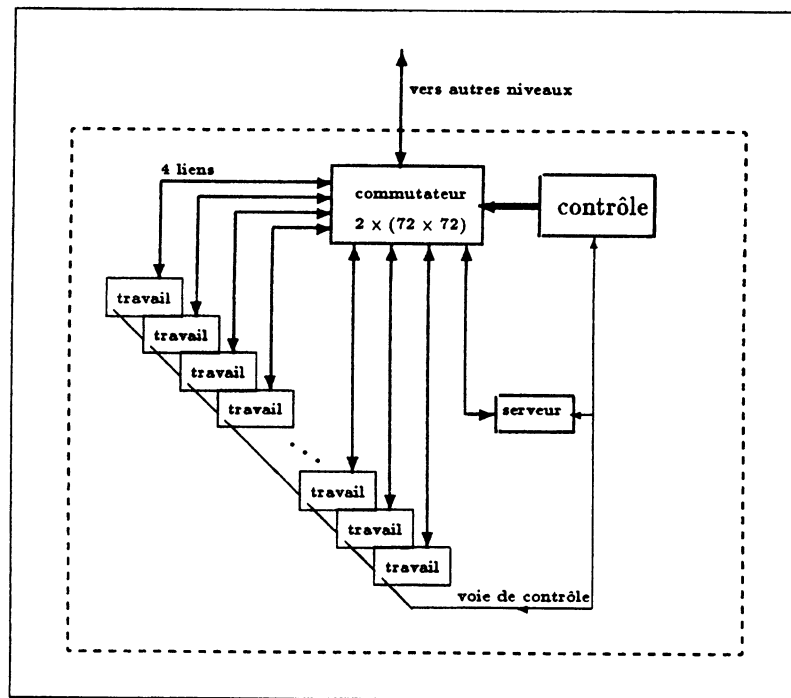 vers autres niveaux
4 liens
commutateur
2 × (72 × 72)
contrôle
travail
travail
travail
travail
serveur
travail
travail
travail
voie de contrôle